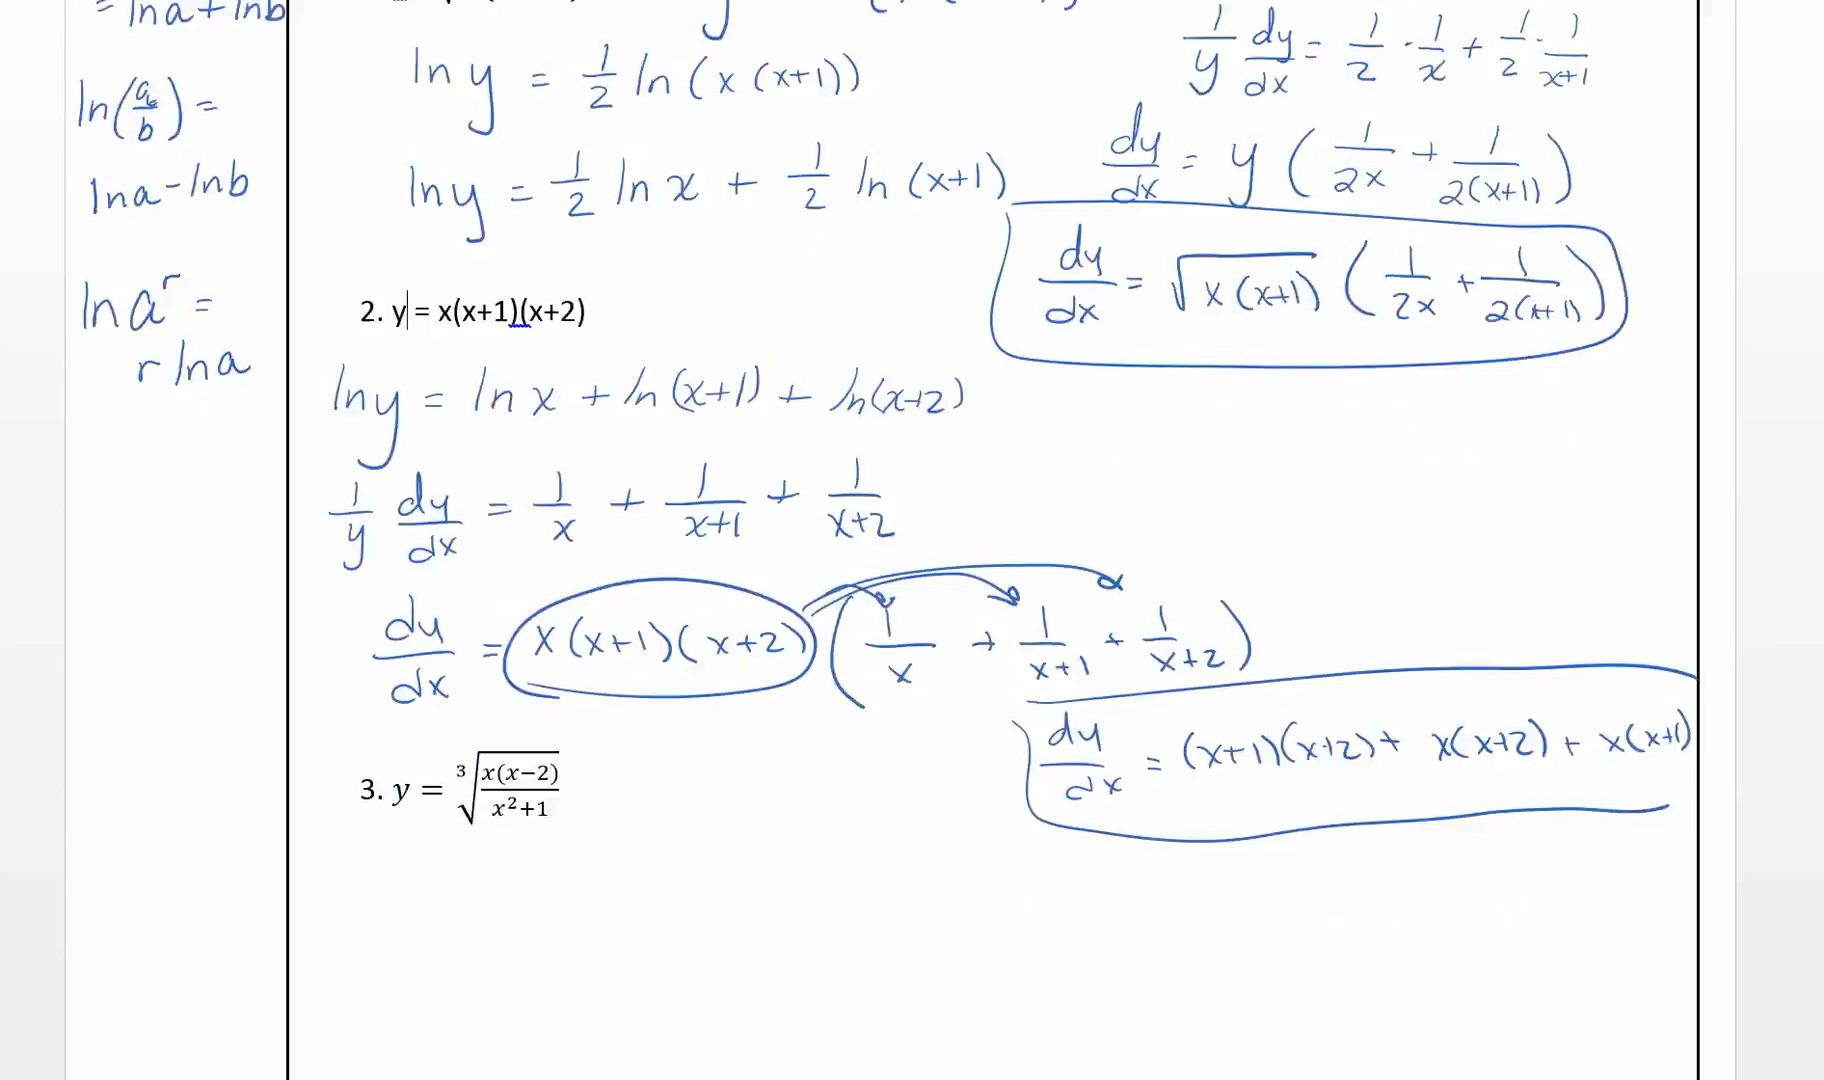 = ln a + ln b
ln(a/b) =
ln a - ln b
ln a^r =
r ln a
ln y = 1/2 ln (x (x+1))
ln y = 1/2 ln x + 1/2 ln (x+1)
1/y dy/dx = 1/2 · 1/x + 1/2 · 1/(x+1)
dy/dx = y ( 1/(2x) + 1/(2(x+1)) )
dy/dx = √(x (x+1)) ( 1/(2x) + 1/(2(x+1)) )
2. y = x(x+1)(x+2)
ln y = ln x + ln(x+1) + ln(x+2)
1/y dy/dx = 1/x + 1/(x+1) + 1/(x+2)
dy/dx = x (x+1)(x+2) ( 1/x + 1/(x+1) + 1/(x+2) )
dy/dx = (x+1)(x+2) + x(x+2) + x(x+1)
3. y = ∛(x(x−2)/(x²+1))